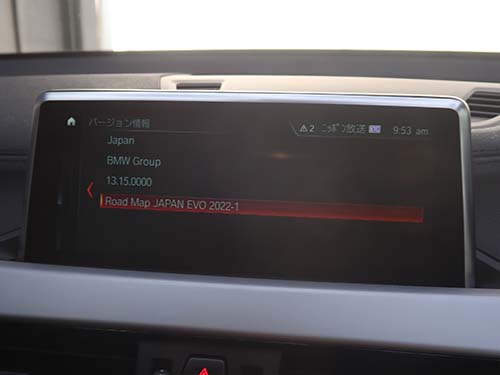 バージョン情報
2 ニッポン放送 9:53 am
Japan
BMW Group
13.15.0000
Road Map JAPAN EVO 2022-1